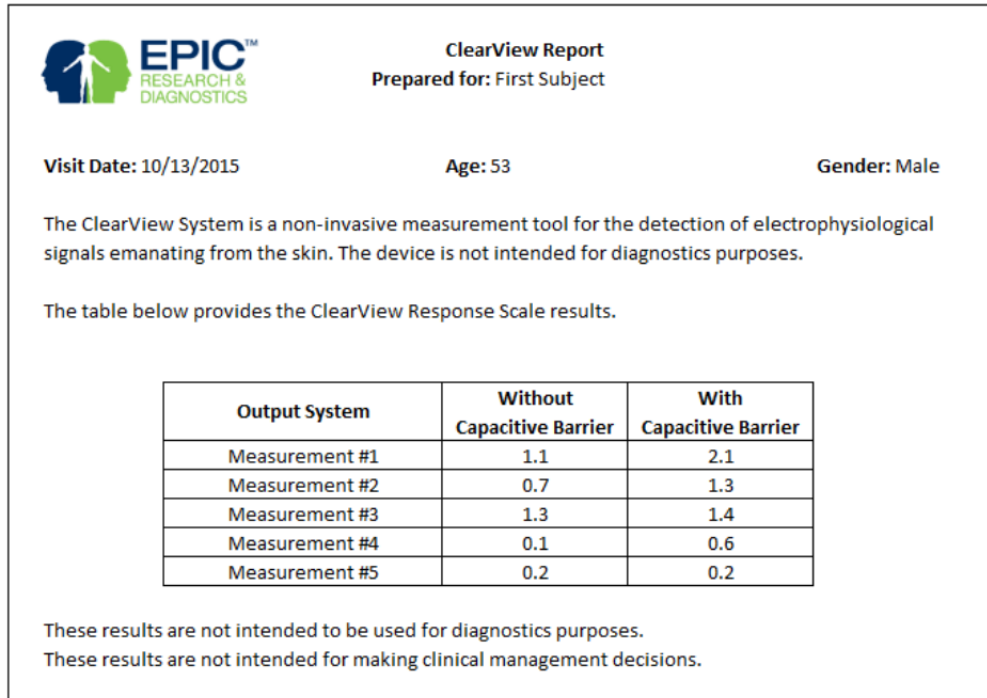 EPIC™
RESEARCH &
DIAGNOSTICS
ClearView Report
Prepared for: First Subject
Visit Date: 10/13/2015 Age: 53 Gender: Male
The ClearView System is a non-invasive measurement tool for the detection of electrophysiological
signals emanating from the skin. The device is not intended for diagnostics purposes.
The table below provides the ClearView Response Scale results.
Output System Without Capacitive Barrier With Capacitive Barrier
Measurement #1 1.1 2.1
Measurement #2 0.7 1.3
Measurement #3 1.3 1.4
Measurement #4 0.1 0.6
Measurement #5 0.2 0.2
These results are not intended to be used for diagnostics purposes.
These results are not intended for making clinical management decisions.